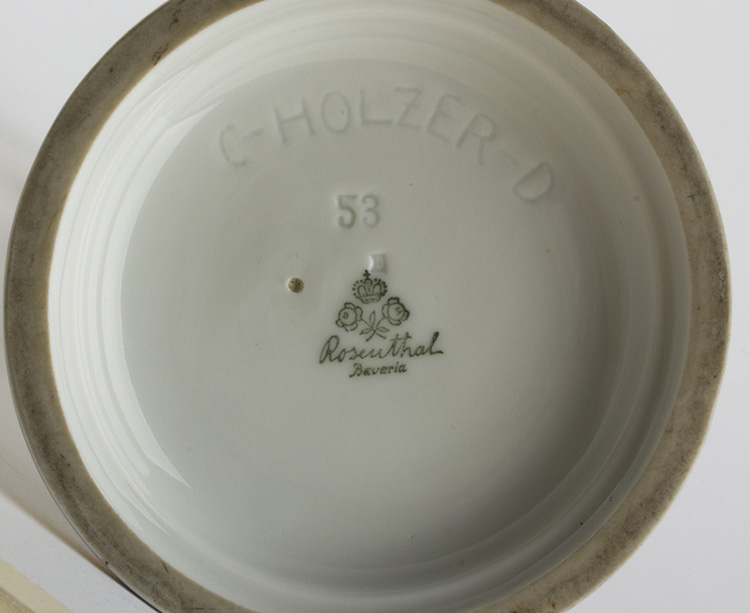 C-HOLZER-D
53
Rosenthal
Bavaria